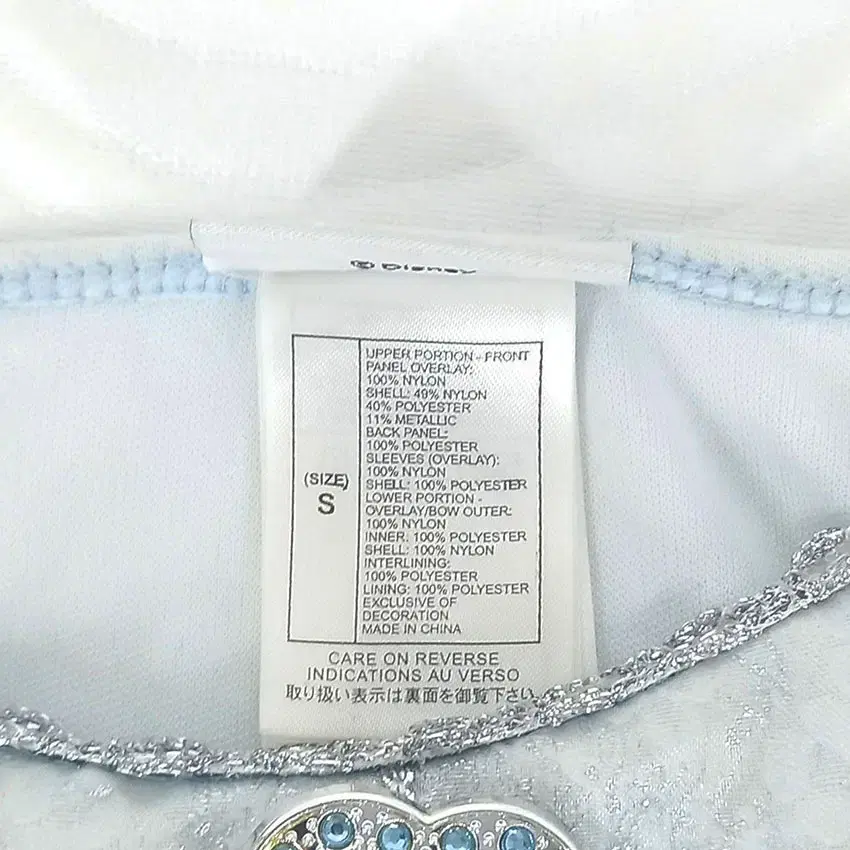 © Disney
(SIZE)
S
UPPER PORTION - FRONT
PANEL OVERLAY:
100% NYLON
SHELL: 49% NYLON
40% POLYESTER
11% METALLIC
BACK PANEL:
100% POLYESTER
SLEEVES (OVERLAY):
100% NYLON
SHELL: 100% POLYESTER
LOWER PORTION -
OVERLAY/BOW OUTER:
100% NYLON
INNER: 100% POLYESTER
SHELL: 100% NYLON
INTERLINING:
100% POLYESTER
LINING: 100% POLYESTER
EXCLUSIVE OF
DECORATION
MADE IN CHINA
CARE ON REVERSE
INDICATIONS AU VERSO
取り扱い表示は裏面を御覧下さい